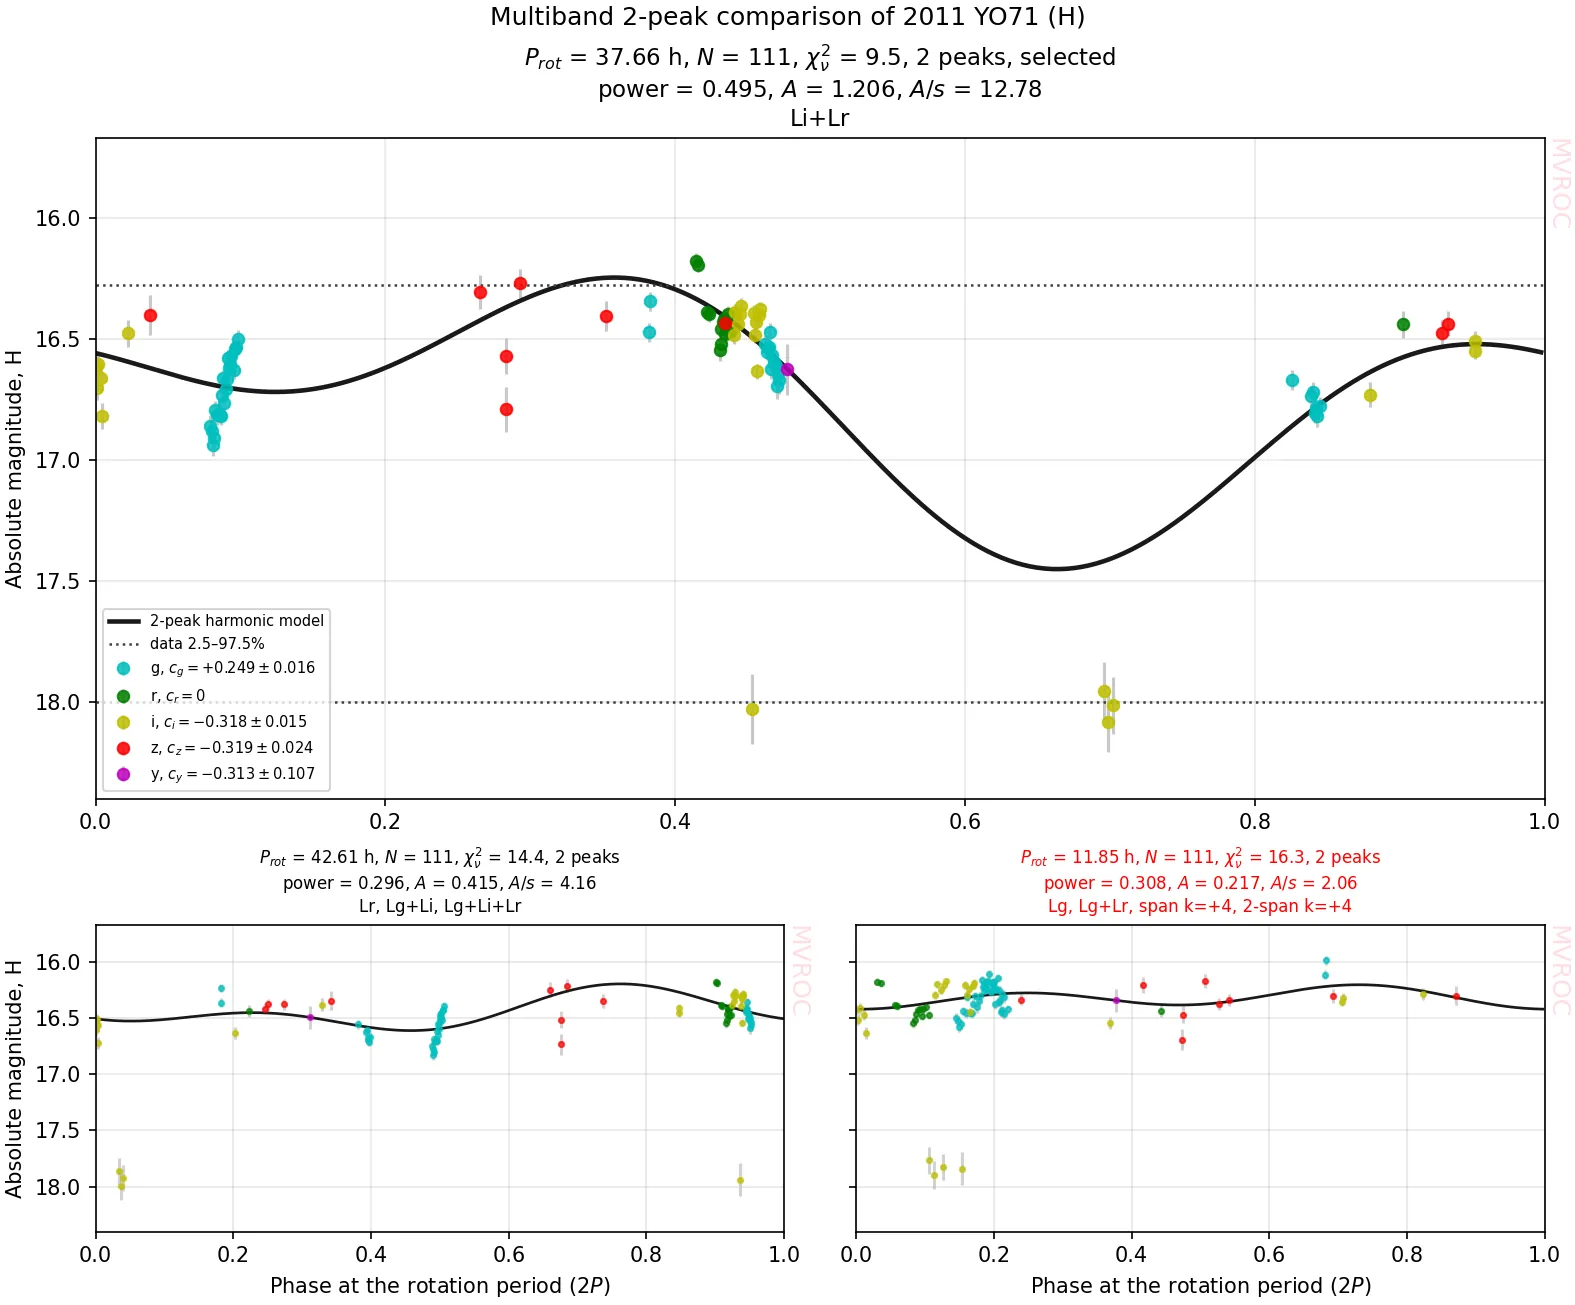 Multiband 2-peak comparison of 2011 YO71 (H)
P_rot = 37.66 h, N = 111, χ²_ν = 9.5, 2 peaks, selected
power = 0.495, A = 1.206, A/s = 12.78
Li+Lr
MVROC
Absolute magnitude, H
16.0
16.5
17.0
17.5
18.0
2-peak harmonic model
data 2.5–97.5%
g, c_g = +0.249 ± 0.016
r, c_r = 0
i, c_i = −0.318 ± 0.015
z, c_z = −0.319 ± 0.024
y, c_y = −0.313 ± 0.107
0.0 0.2 0.4 0.6 0.8 1.0
P_rot = 42.61 h, N = 111, χ²_ν = 14.4, 2 peaks
power = 0.296, A = 0.415, A/s = 4.16
Lr, Lg+Li, Lg+Li+Lr
MVROC
Absolute magnitude, H
16.0
16.5
17.0
17.5
18.0
0.0 0.2 0.4 0.6 0.8 1.0
Phase at the rotation period (2P)
P_rot = 11.85 h, N = 111, χ²_ν = 16.3, 2 peaks
power = 0.308, A = 0.217, A/s = 2.06
Lg, Lg+Lr, span k=+4, 2-span k=+4
MVROC
0.0 0.2 0.4 0.6 0.8 1.0
Phase at the rotation period (2P)